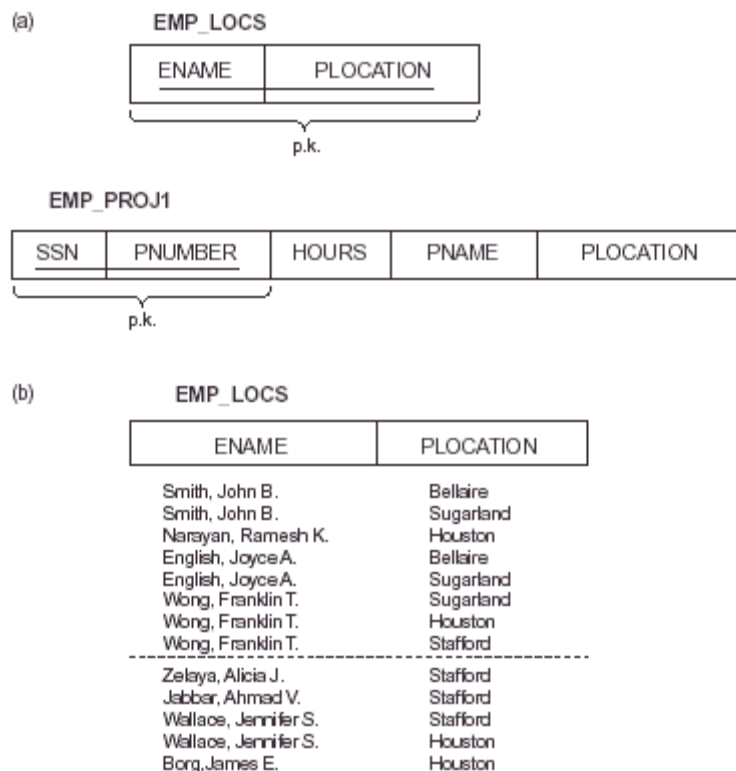 (a) EMP_LOCS
ENAME PLOCATION
p.k.
EMP_PROJ1
SSN PNUMBER HOURS PNAME PLOCATION
p.k.
(b) EMP_LOCS
ENAME PLOCATION
Smith, John B. Bellaire
Smith, John B. Sugarland
Narayan, Ramesh K. Houston
English, Joyce A. Bellaire
English, Joyce A. Sugarland
Wong, Franklin T. Sugarland
Wong, Franklin T. Houston
Wong, Franklin T. Stafford
Zelaya, Alicia J. Stafford
Jabbar, Ahmad V. Stafford
Wallace, Jennifer S. Stafford
Wallace, Jennifer S. Houston
Borg,James E. Houston